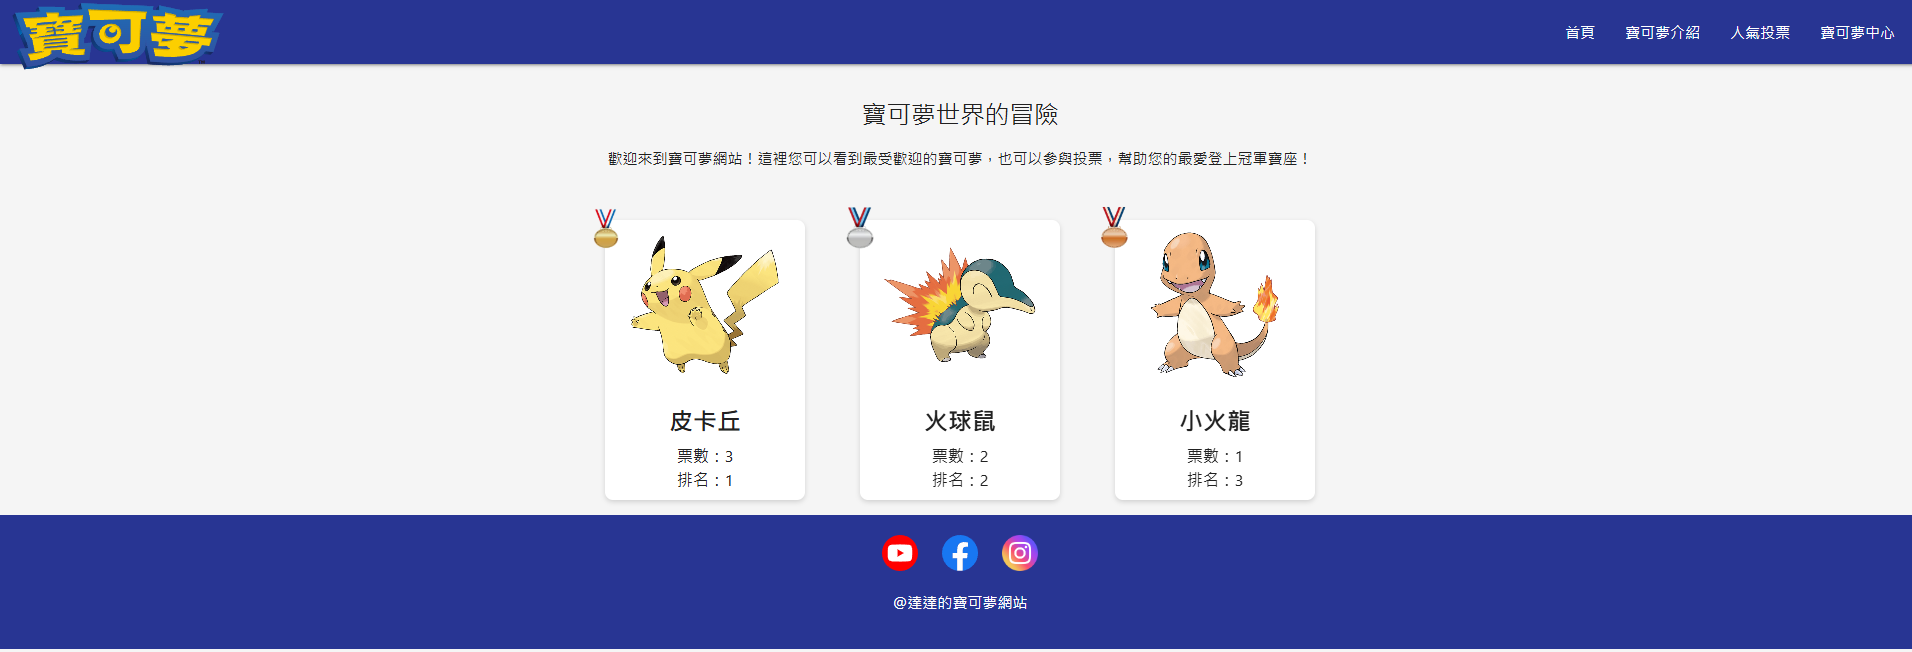 寶可夢
首頁 寶可夢介紹 人氣投票 寶可夢中心
寶可夢世界的冒險
歡迎來到寶可夢網站！這裡您可以看到最受歡迎的寶可夢，也可以參與投票，幫助您的最愛登上冠軍寶座！
皮卡丘
票數：3
排名：1
火球鼠
票數：2
排名：2
小火龍
票數：1
排名：3
@達達的寶可夢網站